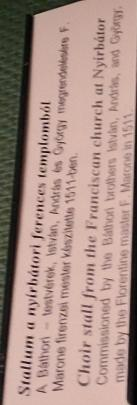 Stallum a nyírbátori ferences templomból
A Báthori - testvérek, István, András és György megrendelésére F.
Marone firenzei mester készítette 1511-ben.
Choir stall from the Franciscan church at Nyírbátor
Commissioned by the Báthori brothers István, András, and György,
made by the Florentine master F. Marone in 1511.